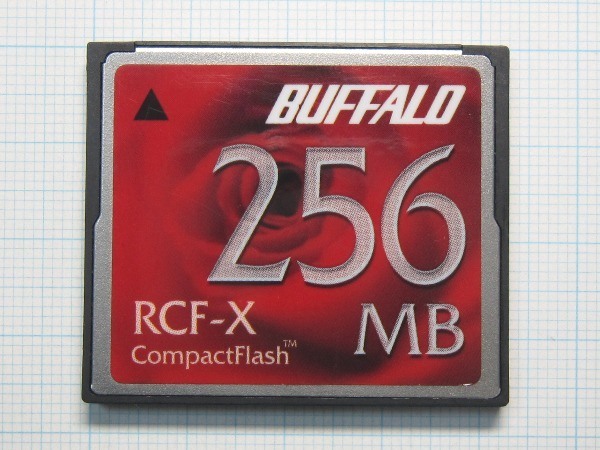 BUFFALO
256
MB
RCF-X
CompactFlash™